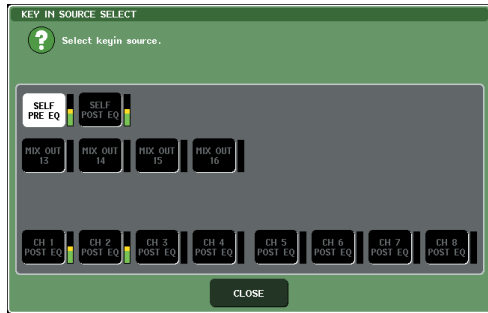 KEY IN SOURCE SELECT
?
Select keyin source.
SELF
PRE EQ
SELF
POST EQ
MIX OUT
13
MIX OUT
14
MIX OUT
15
MIX OUT
16
CH 1
POST EQ
CH 2
POST EQ
CH 3
POST EQ
CH 4
POST EQ
CH 5
POST EQ
CH 6
POST EQ
CH 7
POST EQ
CH 8
POST EQ
CLOSE